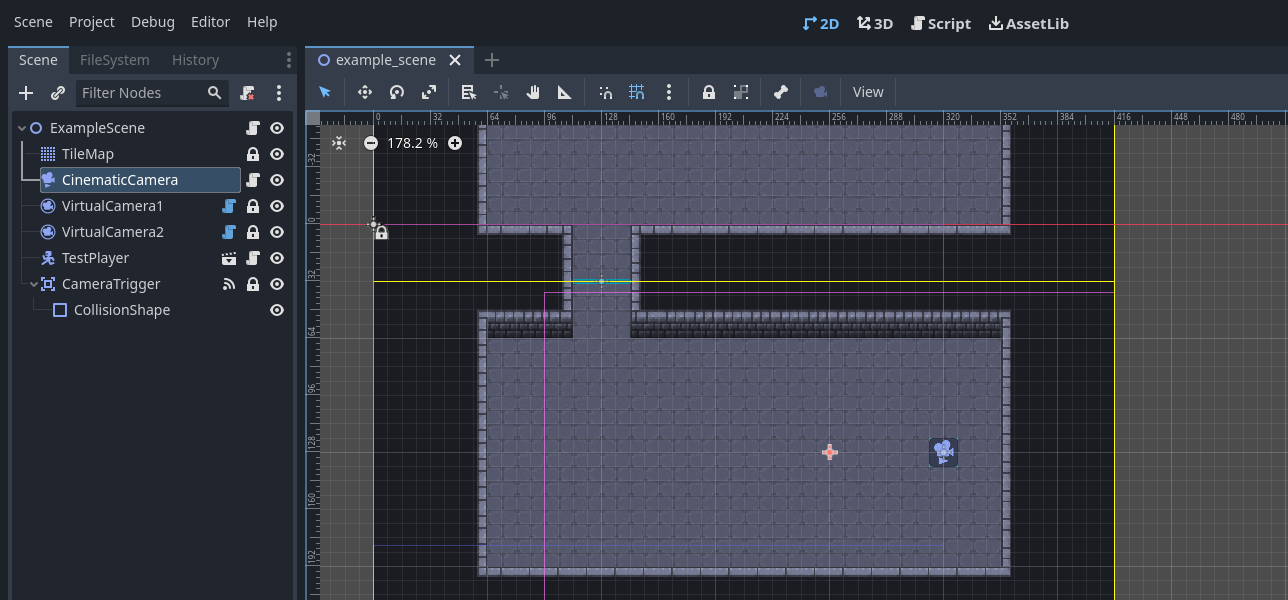 Scene Project Debug Editor Help 2D 3D Script AssetLib
Scene FileSystem History example_scene
Filter Nodes View
0 32 64 96 128 160 192 224 256 288 320 352 384 416 448 480
ExampleScene
178.2 %
TileMap
-32
CinematicCamera
VirtualCamera1
0
VirtualCamera2
TestPlayer
32
CameraTrigger
CollisionShape
64
96
128
160
192